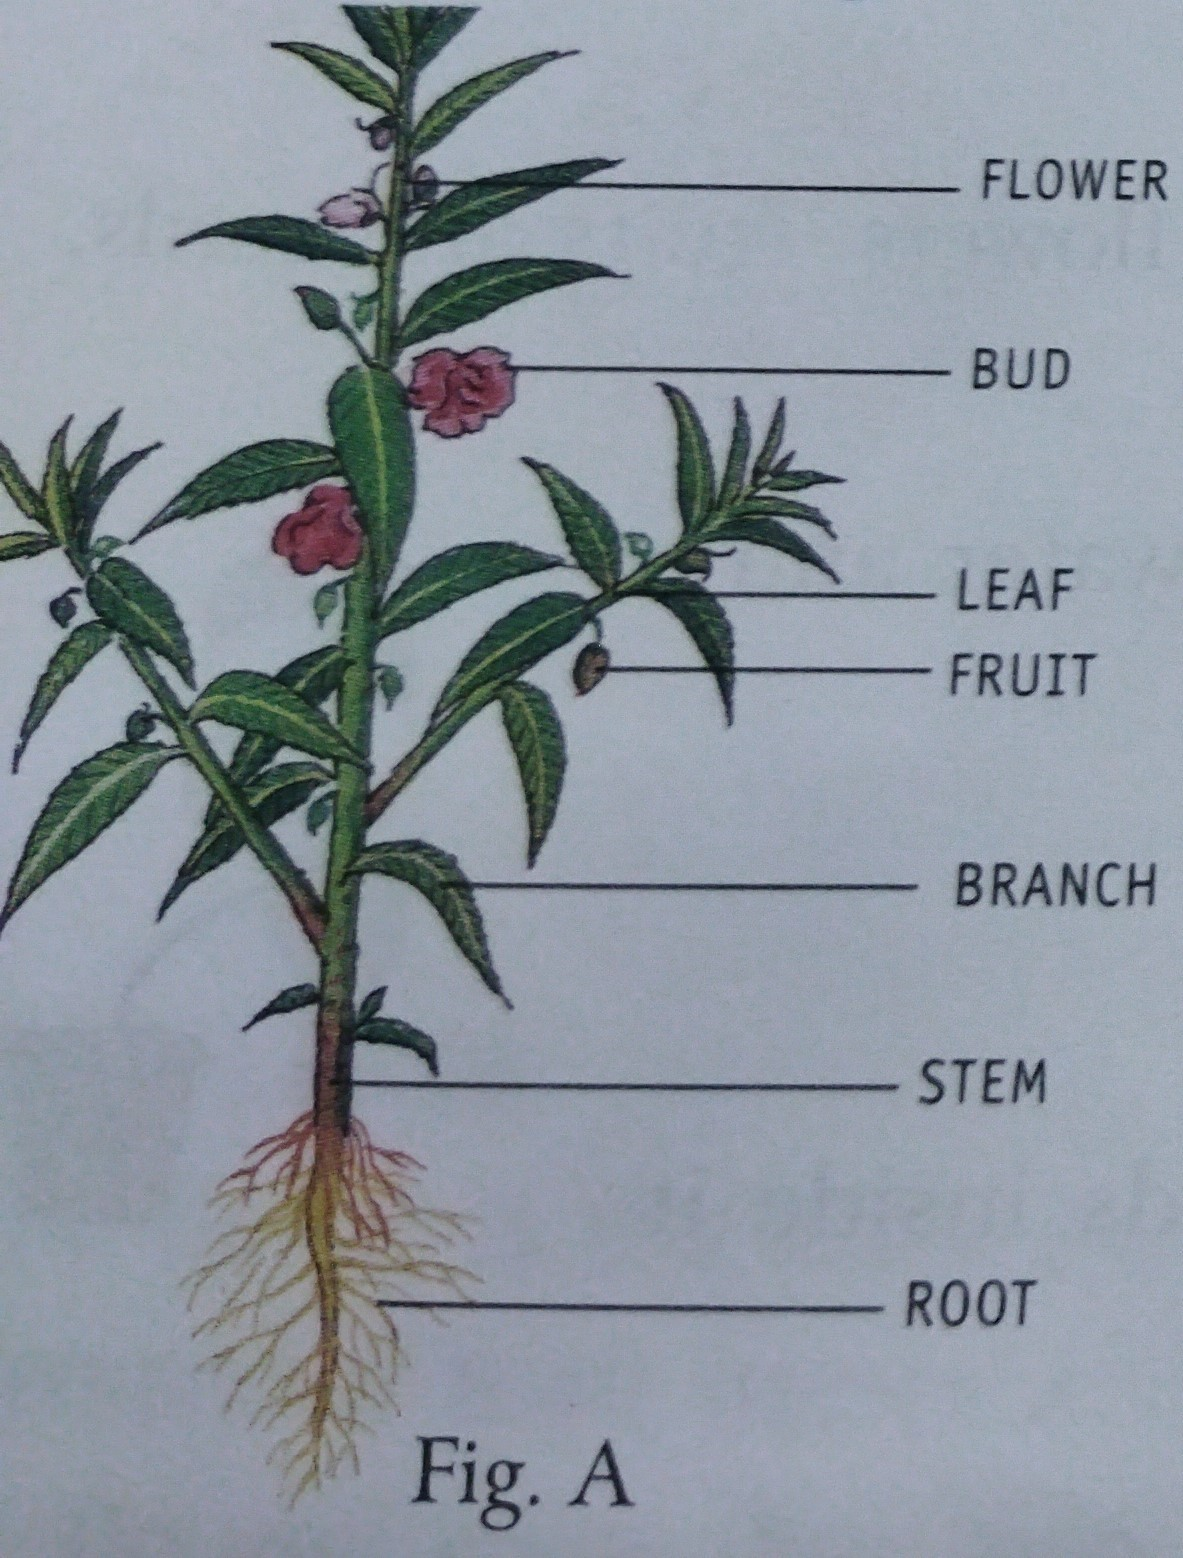 FLOWER
BUD
LEAF
FRUIT
BRANCH
STEM
ROOT
Fig. A